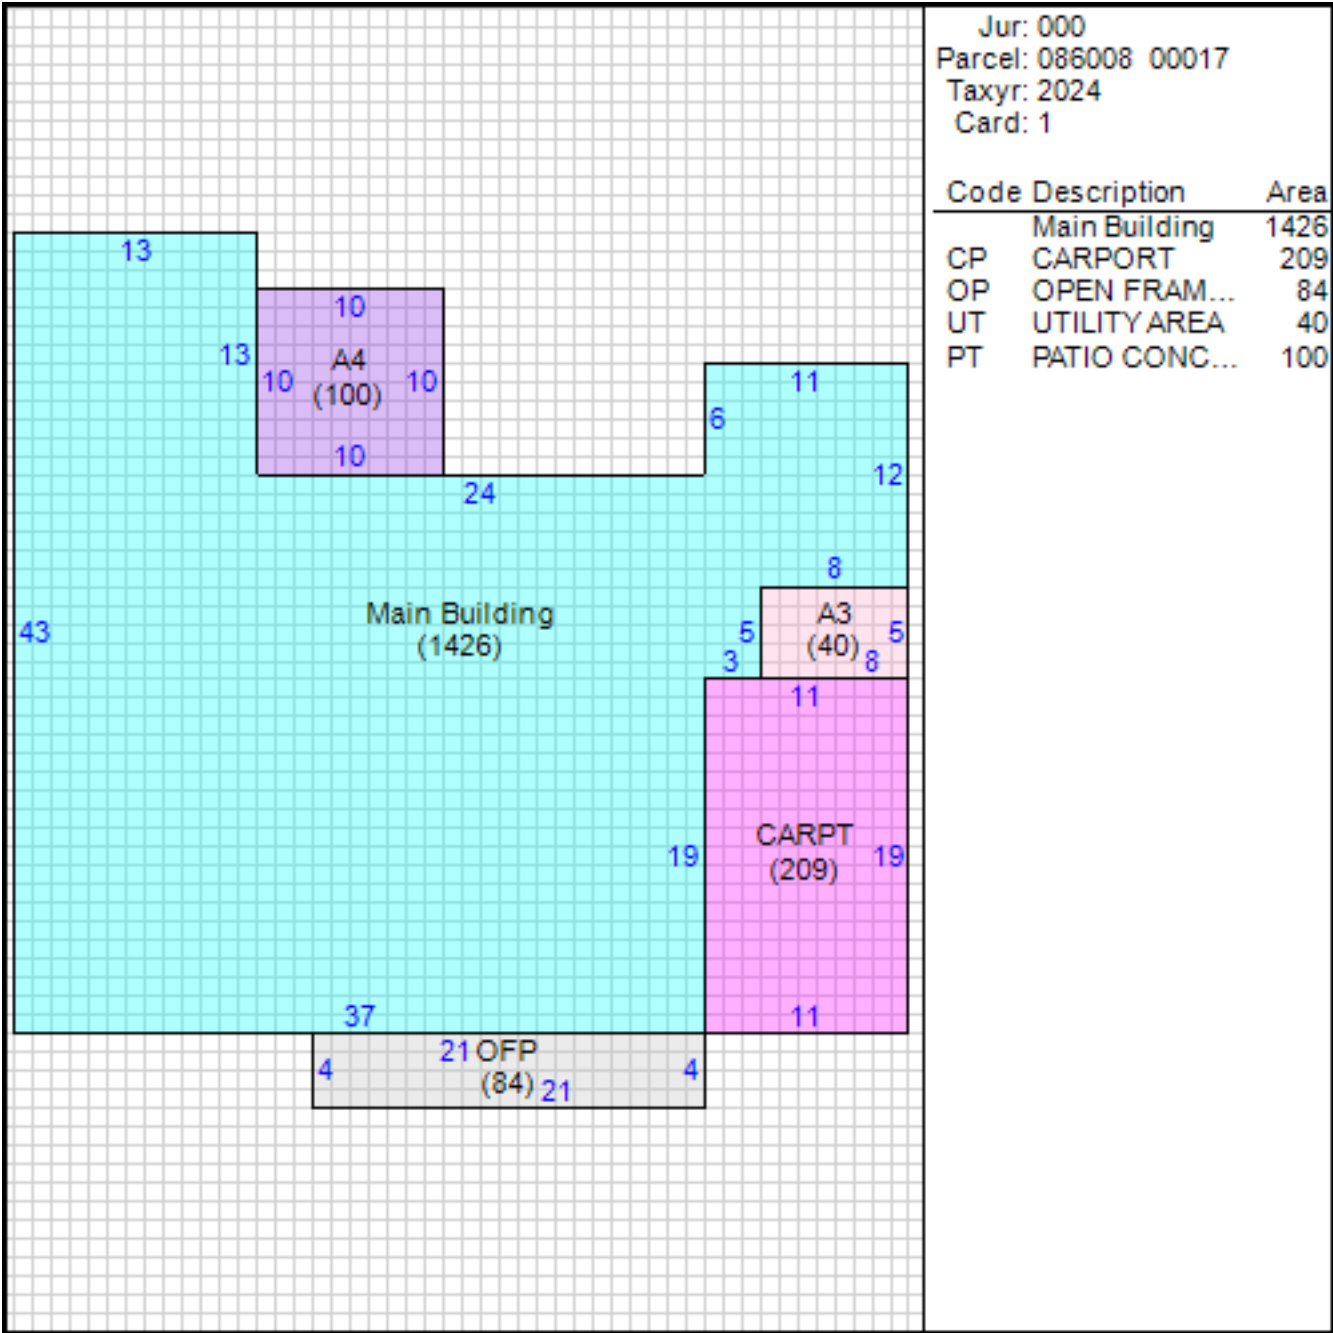 Jur: 000
Parcel: 086008 00017
Taxyr: 2024
Card: 1
Code Description Area
Main Building 1426
CP CARPORT 209
OP OPEN FRAM... 84
UT UTILITY AREA 40
PT PATIO CONC... 100
13
10
13
A4
10
10
(100)
11
6
10
12
24
8
Main Building
(1426)
A3
(40)
43
5
5
3
8
11
CARPT
(209)
19
19
37
11
21 OFP
4
4
(84) 21